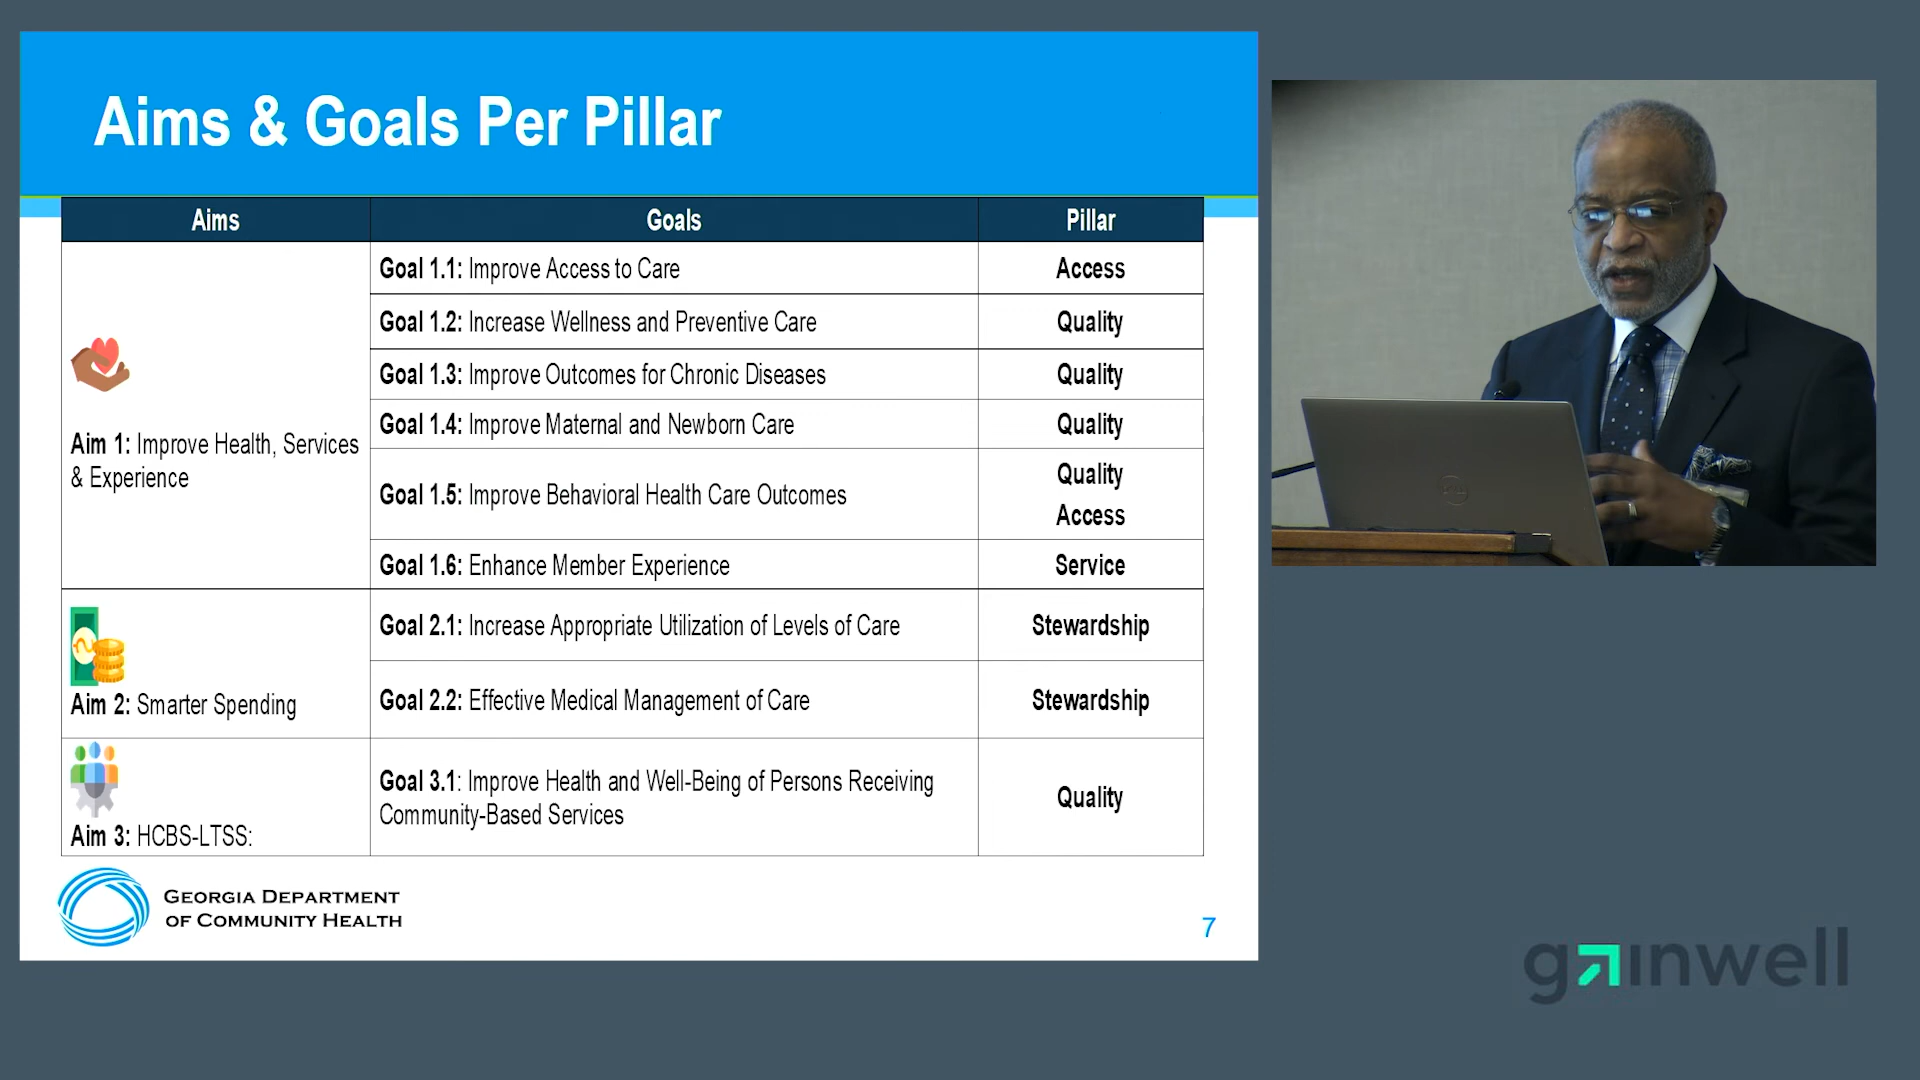 Aims & Goals Per Pillar
Aims
Goals
Pillar
Aim 1: Improve Health, Services
& Experience
Goal 1.1: Improve Access to Care
Access
Goal 1.2: Increase Wellness and Preventive Care
Quality
Goal 1.3: Improve Outcomes for Chronic Diseases
Quality
Goal 1.4: Improve Maternal and Newborn Care
Quality
Goal 1.5: Improve Behavioral Health Care Outcomes
Quality
Access
Goal 1.6: Enhance Member Experience
Service
Aim 2: Smarter Spending
Goal 2.1: Increase Appropriate Utilization of Levels of Care
Stewardship
Goal 2.2: Effective Medical Management of Care
Stewardship
Aim 3: HCBS-LTSS:
Goal 3.1: Improve Health and Well-Being of Persons Receiving
Community-Based Services
Quality
GEORGIA DEPARTMENT
OF COMMUNITY HEALTH
7
gainwell